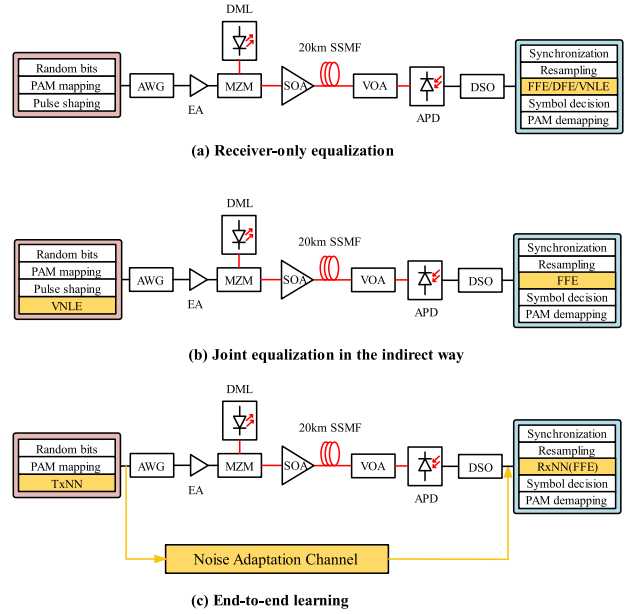 DML
20km SSMF
Random bits
PAM mapping
Pulse shaping
AWG
EA
MZM
SOA
VOA
APD
DSO
Synchronization
Resampling
FFE/DFE/VNLE
Symbol decision
PAM demapping
(a) Receiver-only equalization
DML
20km SSMF
Random bits
PAM mapping
Pulse shaping
VNLE
AWG
EA
MZM
SOA
VOA
APD
DSO
Synchronization
Resampling
FFE
Symbol decision
PAM demapping
(b) Joint equalization in the indirect way
DML
20km SSMF
Random bits
PAM mapping
TxNN
AWG
EA
MZM
SOA
VOA
APD
DSO
Synchronization
Resampling
RxNN(FFE)
Symbol decision
PAM demapping
Noise Adaptation Channel
(c) End-to-end learning